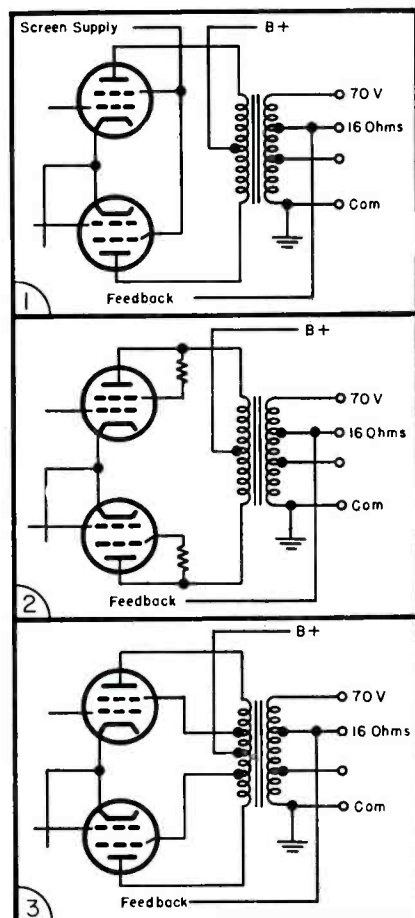 Screen Supply
B+
70 V
16 Ohms
Com
Feedback
1
B+
70 V
16 Ohms
Com
Feedback
2
B+
70 V
16 Ohms
Com
Feedback
3